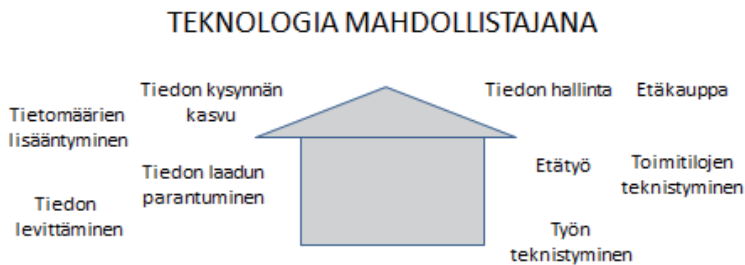 TEKNOLOGIA MAHDOLLISTAJANA
Tiedon kysynnän
kasvu
Tietomäärien
lisääntyminen
Tiedon laadun
parantuminen
Tiedon
levittäminen
Tiedon hallinta
Etäkauppa
Etätyö
Toimitilojen
teknistyminen
Työn
teknistyminen